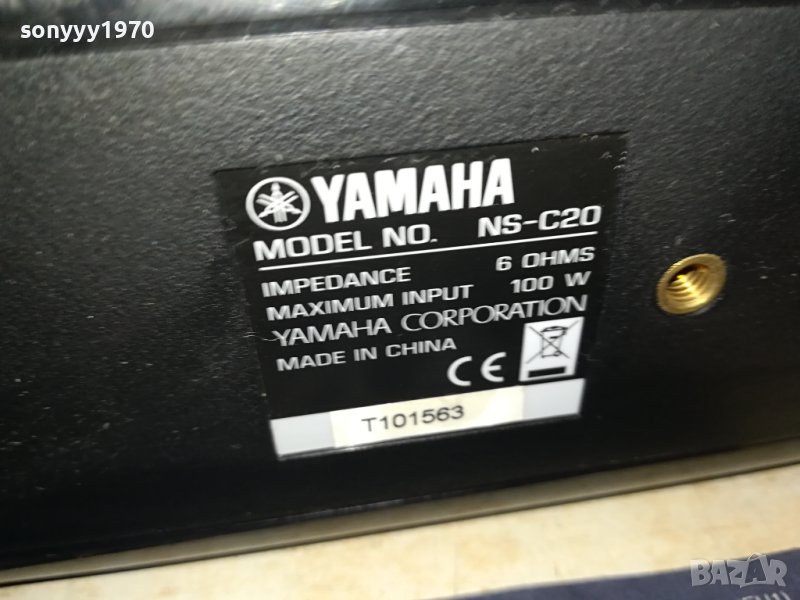 sonyyy1970
YAMAHA
MODEL NO. NS-C20
IMPEDANCE 6 OHMS
MAXIMUM INPUT 100 W
YAMAHA CORPORATION
MADE IN CHINA
CE
T101563
BAZAR